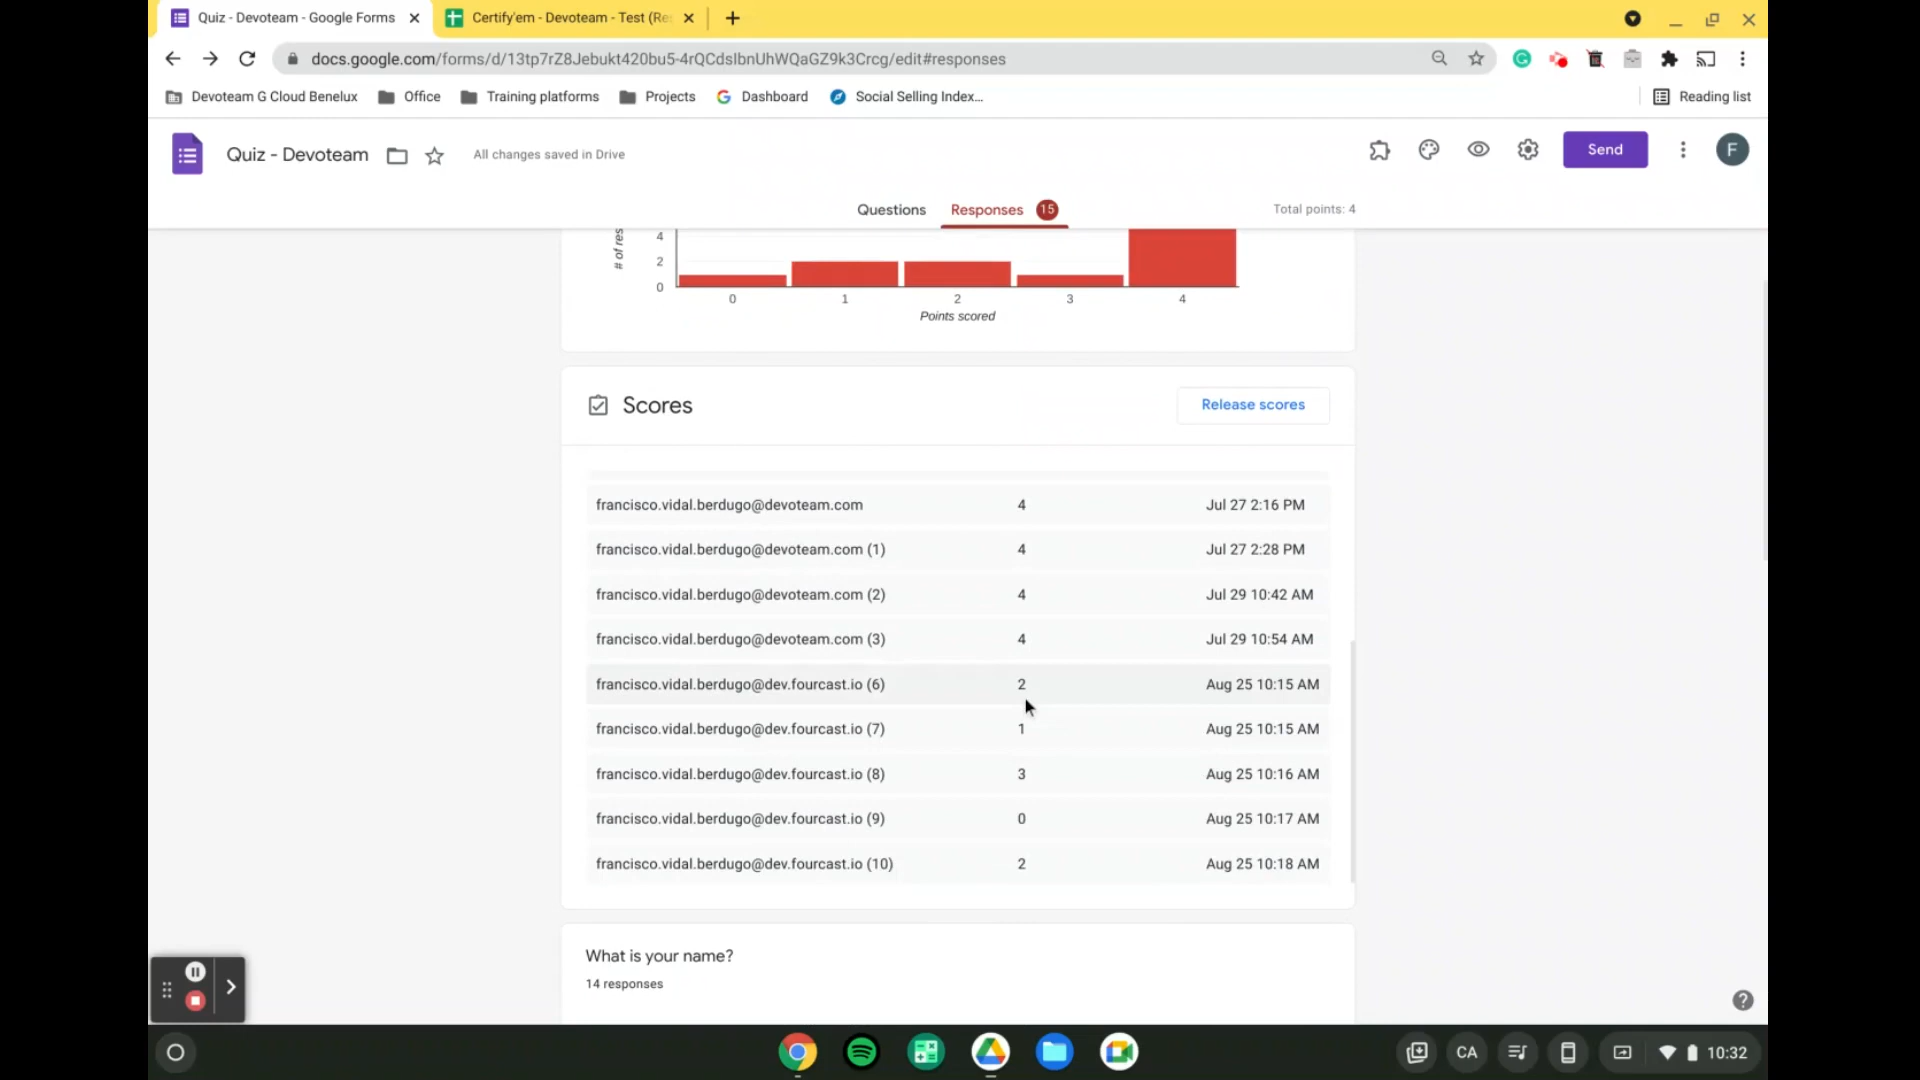 Quiz - Devoteam - Google Forms
Certify'em - Devoteam - Test (Re
docs.google.com/forms/d/13tp7rZ8Jebukt420bu5-4rQCdsIbnUhWQaGZ9k3Crcg/edit#responses
Devoteam G Cloud Benelux Office Training platforms Projects Dashboard Social Selling Index... Reading list
Quiz - Devoteam All changes saved in Drive Send F
Questions Responses 15 Total points: 4
# of res
4
2
0
0 1 2 3 4
Points scored
Scores Release scores
francisco.vidal.berdugo@devoteam.com 4 Jul 27 2:16 PM
francisco.vidal.berdugo@devoteam.com (1) 4 Jul 27 2:28 PM
francisco.vidal.berdugo@devoteam.com (2) 4 Jul 29 10:42 AM
francisco.vidal.berdugo@devoteam.com (3) 4 Jul 29 10:54 AM
francisco.vidal.berdugo@dev.fourcast.io (6) 2 Aug 25 10:15 AM
francisco.vidal.berdugo@dev.fourcast.io (7) 1 Aug 25 10:15 AM
francisco.vidal.berdugo@dev.fourcast.io (8) 3 Aug 25 10:16 AM
francisco.vidal.berdugo@dev.fourcast.io (9) 0 Aug 25 10:17 AM
francisco.vidal.berdugo@dev.fourcast.io (10) 2 Aug 25 10:18 AM
What is your name?
14 responses
CA 10:32